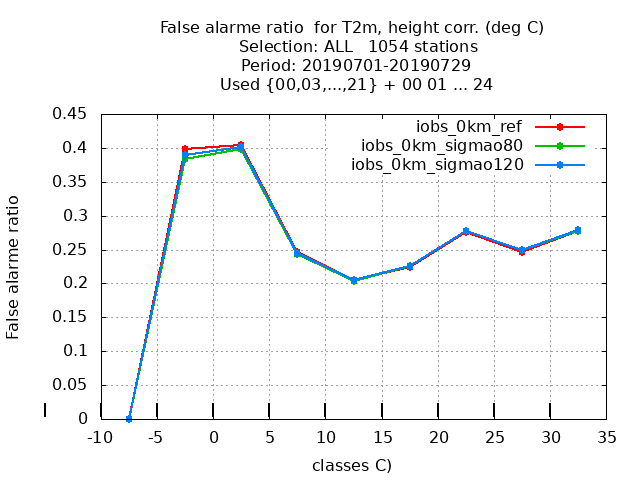 False alarme ratio  for T2m, height corr. (deg C)
Selection: ALL   1054 stations
Period: 20190701-20190729
Used {00,03,...,21} + 00 01 ... 24
iobs_0km_ref
iobs_0km_sigmao80
iobs_0km_sigmao120
False alarme ratio
0.45
0.4
0.35
0.3
0.25
0.2
0.15
0.1
0.05
0
-10 -5 0 5 10 15 20 25 30 35
classes C)